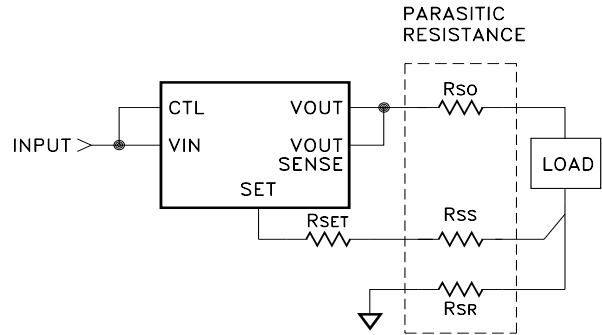 PARASITIC
RESISTANCE
RSO
CTL
VOUT
INPUT
VIN
VOUT
SENSE
LOAD
SET
RSET
RSS
RSR